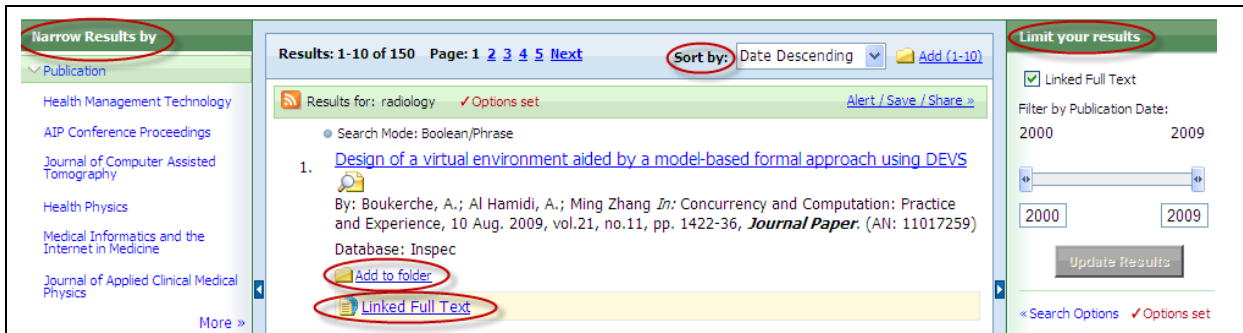 Narrow Results by
Publication
Health Management Technology
AIP Conference Proceedings
Journal of Computer Assisted
Tomography
Health Physics
Medical Informatics and the
Internet in Medicine
Journal of Applied Clinical Medical
Physics
More »
Results: 1-10 of 150 Page: 1 2 3 4 5 Next
Sort by: Date Descending Add (1-10)
Results for: radiology ✓Options set Alert / Save / Share »
Search Mode: Boolean/Phrase
1. Design of a virtual environment aided by a model-based formal approach using DEVS
By: Boukerche, A.; Al Hamidi, A.; Ming Zhang In: Concurrency and Computation: Practice
and Experience, 10 Aug. 2009, vol.21, no.11, pp. 1422-36, Journal Paper. (AN: 11017259)
Database: Inspec
Add to folder
Linked Full Text
Limit your results
Linked Full Text
Filter by Publication Date:
2000 2009
2000 2009
Update Results
« Search Options ✓Options set